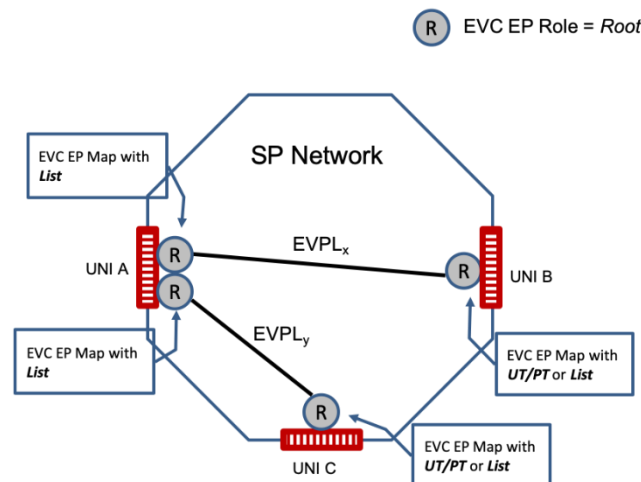 R EVC EP Role = Root
EVC EP Map with
List
SP Network
EVPLx
R
R
UNI A
R
UNI B
R
EVPLy
EVC EP Map with
List
EVC EP Map with
UT/PT or List
R
UNI C
EVC EP Map with
UT/PT or List